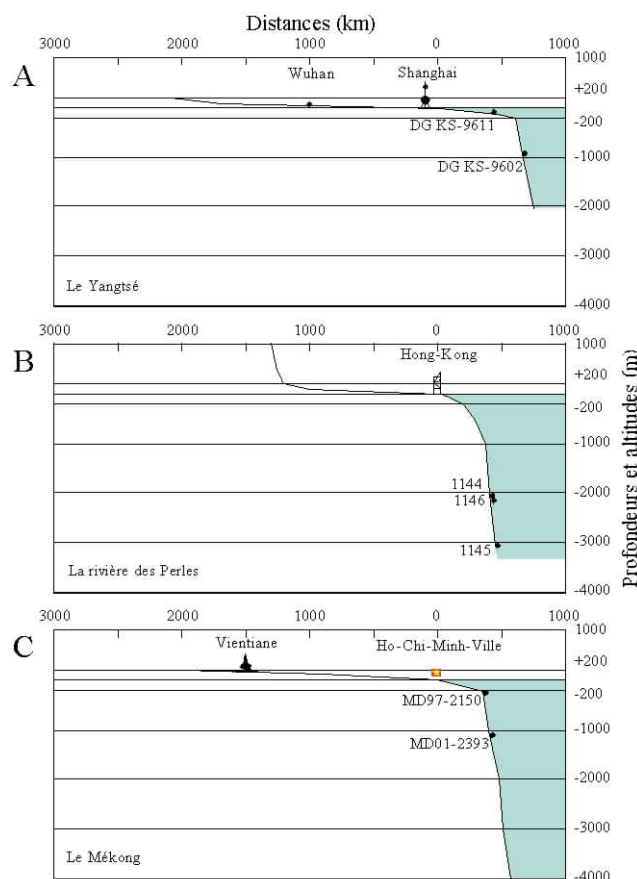 Distances (km)
3000 2000 1000 0 1000
A
1000
Wuhan Shanghai
+200
DG KS-9611
-200
-1000
DG KS-9602
-2000
-3000
Le Yangtsé
-4000
3000 2000 1000 0 1000
B
1000
Hong-Kong
+200
-200
-1000
1144
-2000
1146
1145
-3000
La rivière des Perles
-4000
3000 2000 1000 0 1000
C
1000
Vientiane Ho-Chi-Minh-Ville
+200
MD97-2150
-200
MD01-2393
-1000
-2000
-3000
Le Mékong
-4000
Profondeurs et altitudes (m)